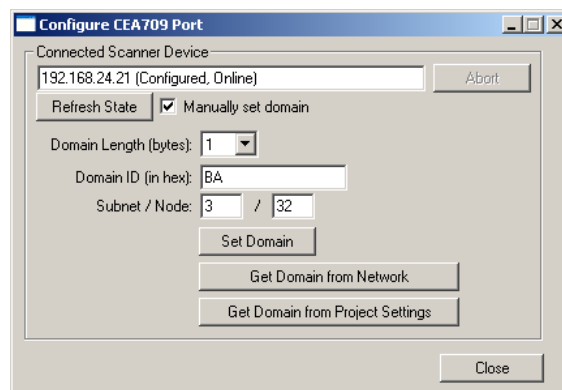 Configure CEA709 Port
Connected Scanner Device
192.168.24.21 (Configured, Online)
Abort
Refresh State
Manually set domain
Domain Length (bytes): 1
Domain ID (in hex): BA
Subnet / Node: 3 / 32
Set Domain
Get Domain from Network
Get Domain from Project Settings
Close